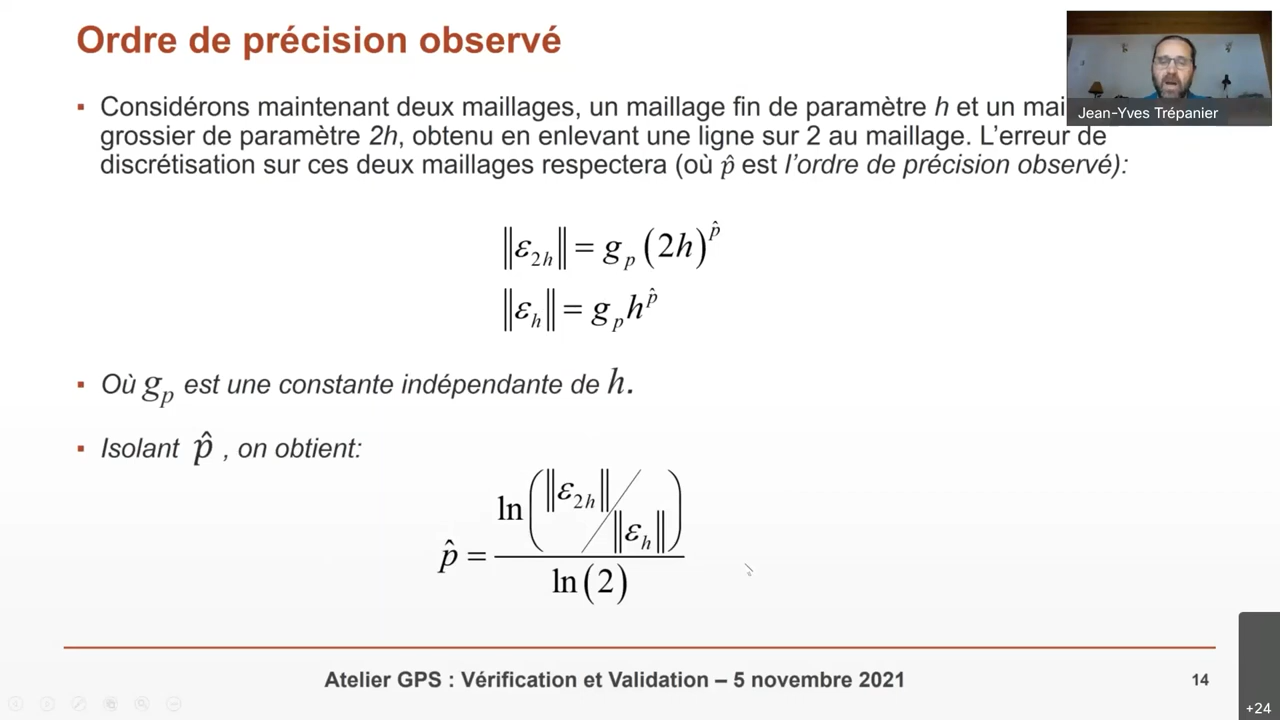 Ordre de précision observé
Jean-Yves Trépanier
▪ Considérons maintenant deux maillages, un maillage fin de paramètre h et un mai
grossier de paramètre 2h, obtenu en enlevant une ligne sur 2 au maillage. L’erreur de
discrétisation sur ces deux maillages respectera (où p̂ est l’ordre de précision observé):
‖ε₂ₕ‖ = gₚ (2h)^p̂
‖εₕ‖ = gₚ h^p̂
▪ Où gₚ est une constante indépendante de h.
▪ Isolant p̂ , on obtient:
p̂ = ln(‖ε₂ₕ‖/‖εₕ‖) / ln(2)
Atelier GPS : Vérification et Validation – 5 novembre 2021
14
+24